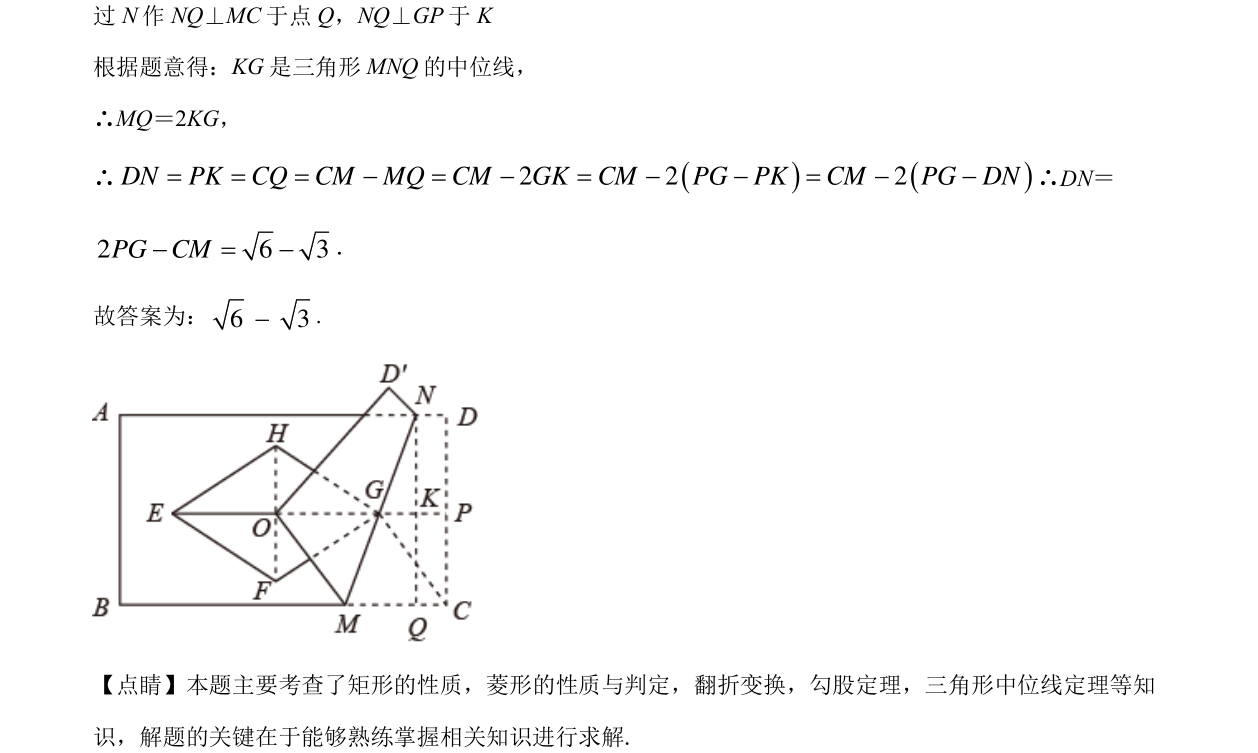 过 N 作 NQ⊥MC 于点 Q，NQ⊥GP 于 K
根据题意得：KG 是三角形 MNQ 的中位线，
∴MQ＝2KG，
∴ DN = PK = CQ = CM − MQ = CM − 2GK = CM − 2(PG − PK) = CM − 2(PG − DN) ∴DN＝
2PG − CM = √6 − √3 .
故答案为：√6 − √3 .
D'
N
A
D
H
G
K
E
O
P
F
B
M
Q
C
【点睛】本题主要考查了矩形的性质，菱形的性质与判定，翻折变换，勾股定理，三角形中位线定理等知
识，解题的关键在于能够熟练掌握相关知识进行求解.